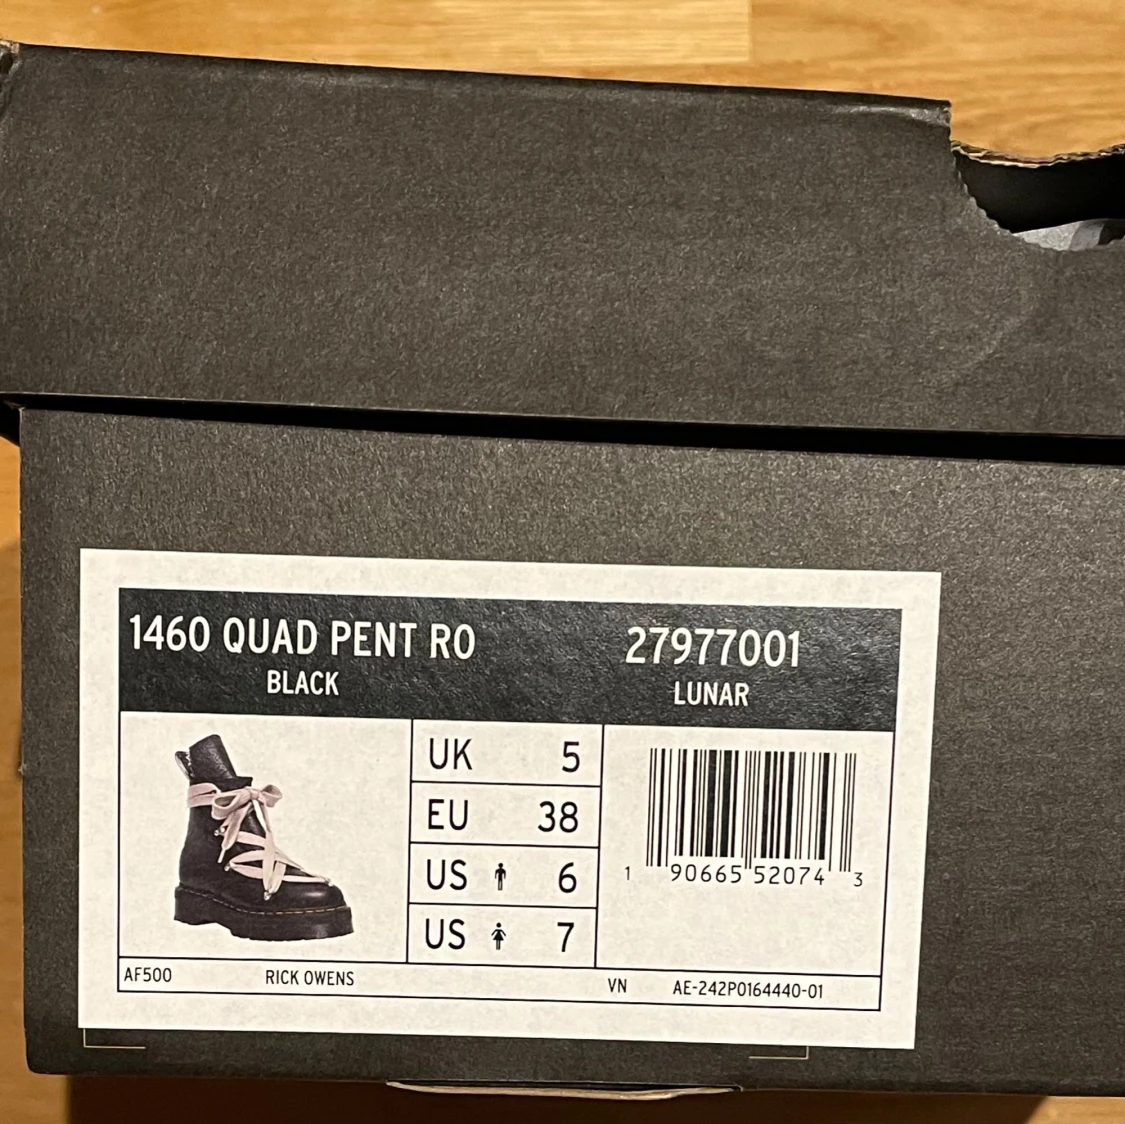 1460 QUAD PENT RO 27977001
BLACK LUNAR
UK 5
EU 38
US 6
US 7
1 90665 52074 3
AF500 RICK OWENS VN AE-242P0164440-01